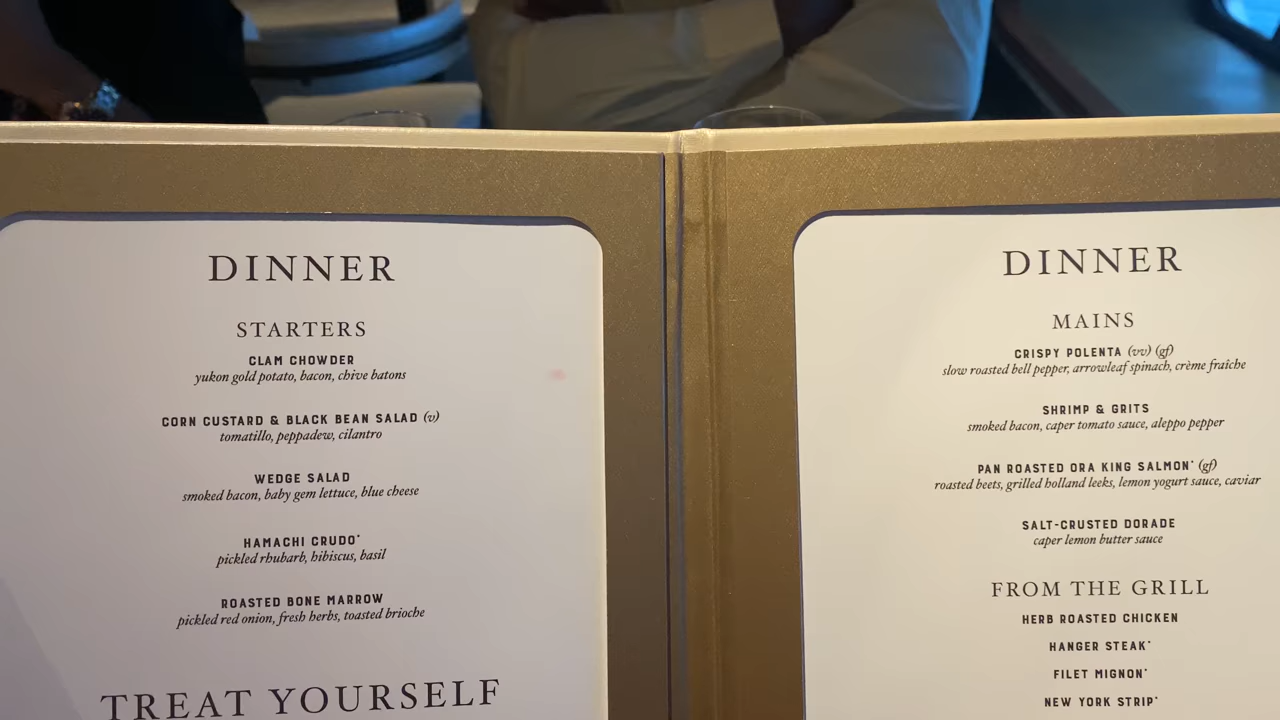 DINNER
STARTERS
CLAM CHOWDER
yukon gold potato, bacon, chive batons
CORN CUSTARD & BLACK BEAN SALAD (v)
tomatillo, peppadew, cilantro
WEDGE SALAD
smoked bacon, baby gem lettuce, blue cheese
HAMACHI CRUDO*
pickled rhubarb, hibiscus, basil
ROASTED BONE MARROW
pickled red onion, fresh herbs, toasted brioche
TREAT YOURSELF
DINNER
MAINS
CRISPY POLENTA (vv) (gf)
slow roasted bell pepper, arrowleaf spinach, crème fraîche
SHRIMP & GRITS
smoked bacon, caper tomato sauce, aleppo pepper
PAN ROASTED ORA KING SALMON* (gf)
roasted beets, grilled holland leeks, lemon yogurt sauce, caviar
SALT-CRUSTED DORADE
caper lemon butter sauce
FROM THE GRILL
HERB ROASTED CHICKEN
HANGER STEAK*
FILET MIGNON*
NEW YORK STRIP*